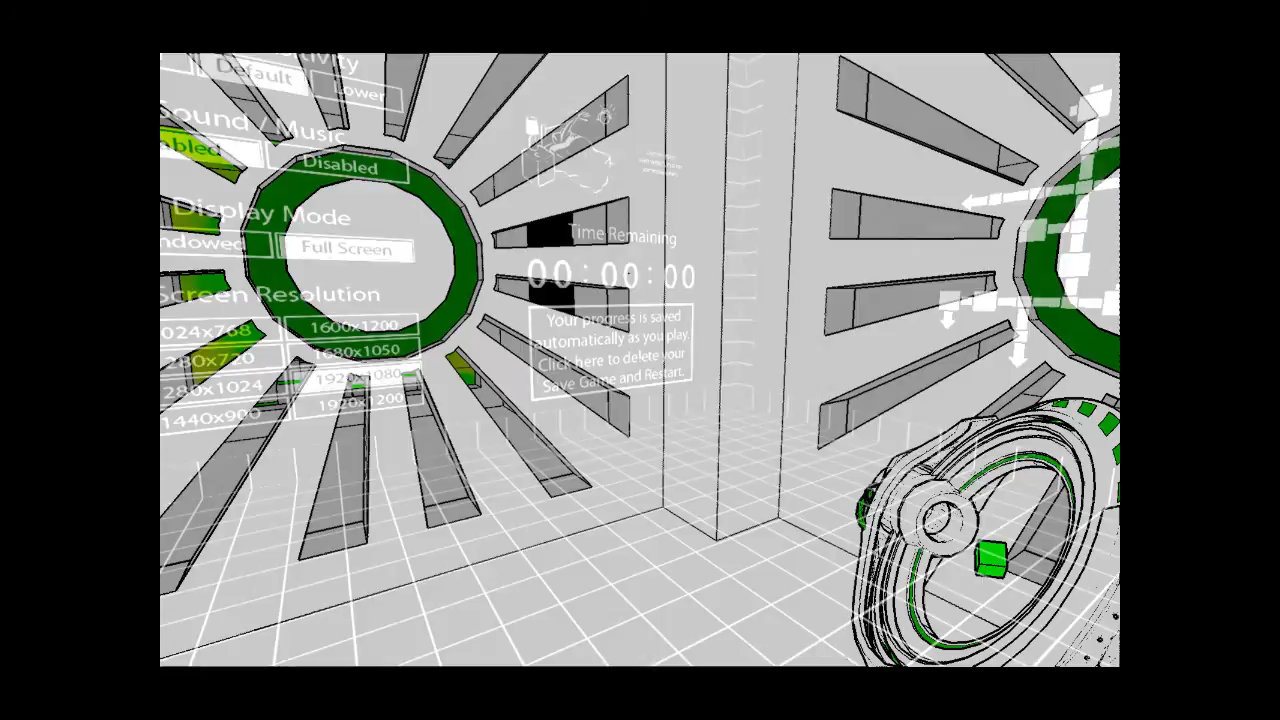 Default
Lower
Sound / Music
Disabled
Display Mode
Full Screen
Screen Resolution
1600x1200
1680x1050
1920x1080
1440x900
1920x1200
Time Remaining
00:00:00
Your progress is saved
automatically as you play.
Click here to delete your
Save Game and Restart.